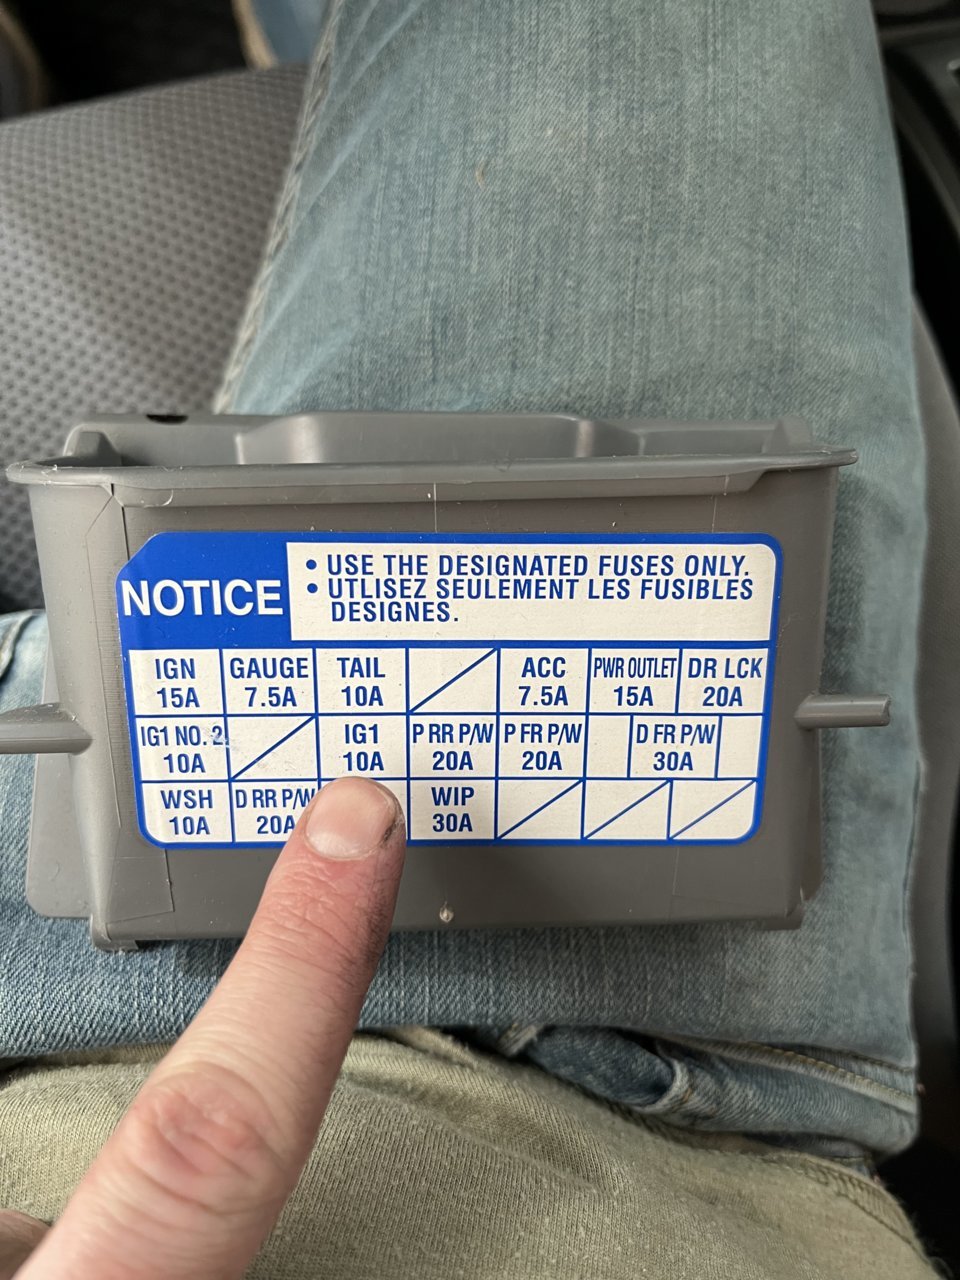 NOTICE
• USE THE DESIGNATED FUSES ONLY.
• UTLISEZ SEULEMENT LES FUSIBLES
DESIGNES.
IGN GAUGE TAIL ACC PWR OUTLET DR LCK
15A 7.5A 10A 7.5A 15A 20A
IG1 NO. 2 IG1 P RR P/W P FR P/W D FR P/W
10A 10A 20A 20A 30A
WSH D RR P/W WIP
10A 20A 30A